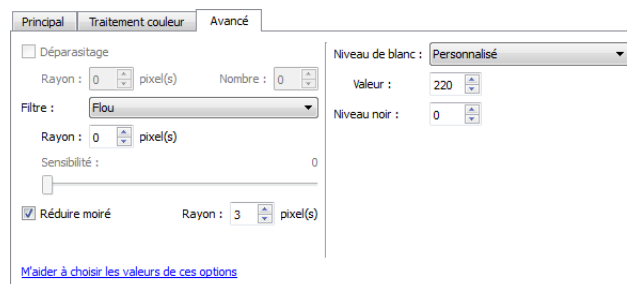 Principal Traitement couleur Avancé
Déparasitage
Rayon : 0 pixel(s) Nombre : 0
Filtre : Flou
Rayon : 0 pixel(s)
Sensibilité : 0
Réduire moiré Rayon : 3 pixel(s)
M'aider à choisir les valeurs de ces options
Niveau de blanc : Personnalisé
Valeur : 220
Niveau noir : 0